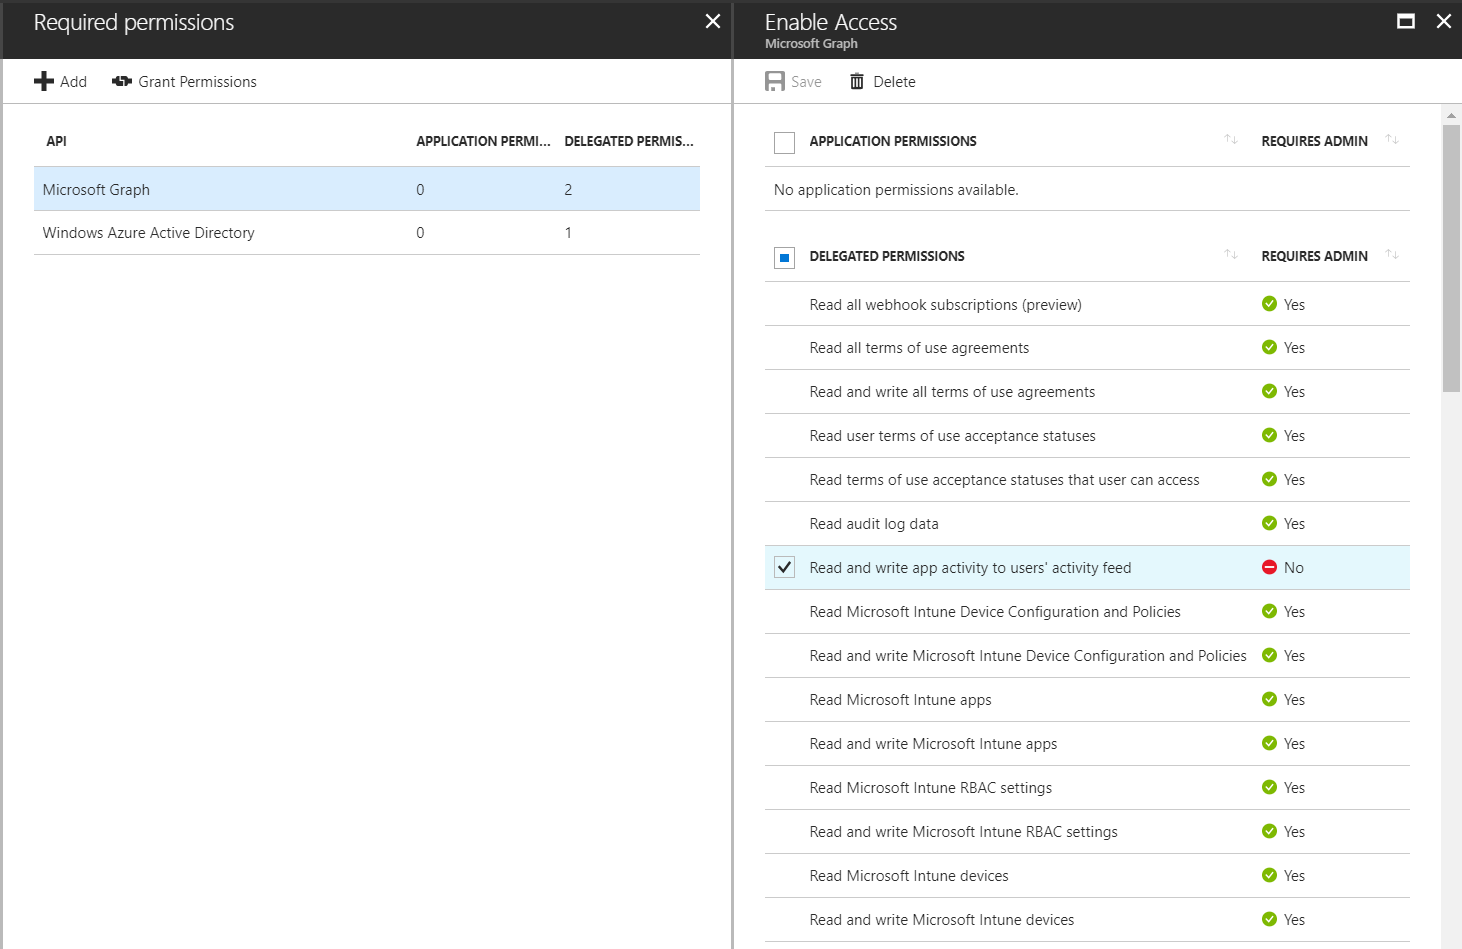 Required permissions
Add
Grant Permissions
API
APPLICATION PERMI...
DELEGATED PERMIS...
Microsoft Graph
0
2
Windows Azure Active Directory
0
1
Enable Access
Microsoft Graph
Save
Delete
APPLICATION PERMISSIONS
REQUIRES ADMIN
No application permissions available.
DELEGATED PERMISSIONS
REQUIRES ADMIN
Read all webhook subscriptions (preview)
Yes
Read all terms of use agreements
Yes
Read and write all terms of use agreements
Yes
Read user terms of use acceptance statuses
Yes
Read terms of use acceptance statuses that user can access
Yes
Read audit log data
Yes
Read and write app activity to users' activity feed
No
Read Microsoft Intune Device Configuration and Policies
Yes
Read and write Microsoft Intune Device Configuration and Policies
Yes
Read Microsoft Intune apps
Yes
Read and write Microsoft Intune apps
Yes
Read Microsoft Intune RBAC settings
Yes
Read and write Microsoft Intune RBAC settings
Yes
Read Microsoft Intune devices
Yes
Read and write Microsoft Intune devices
Yes